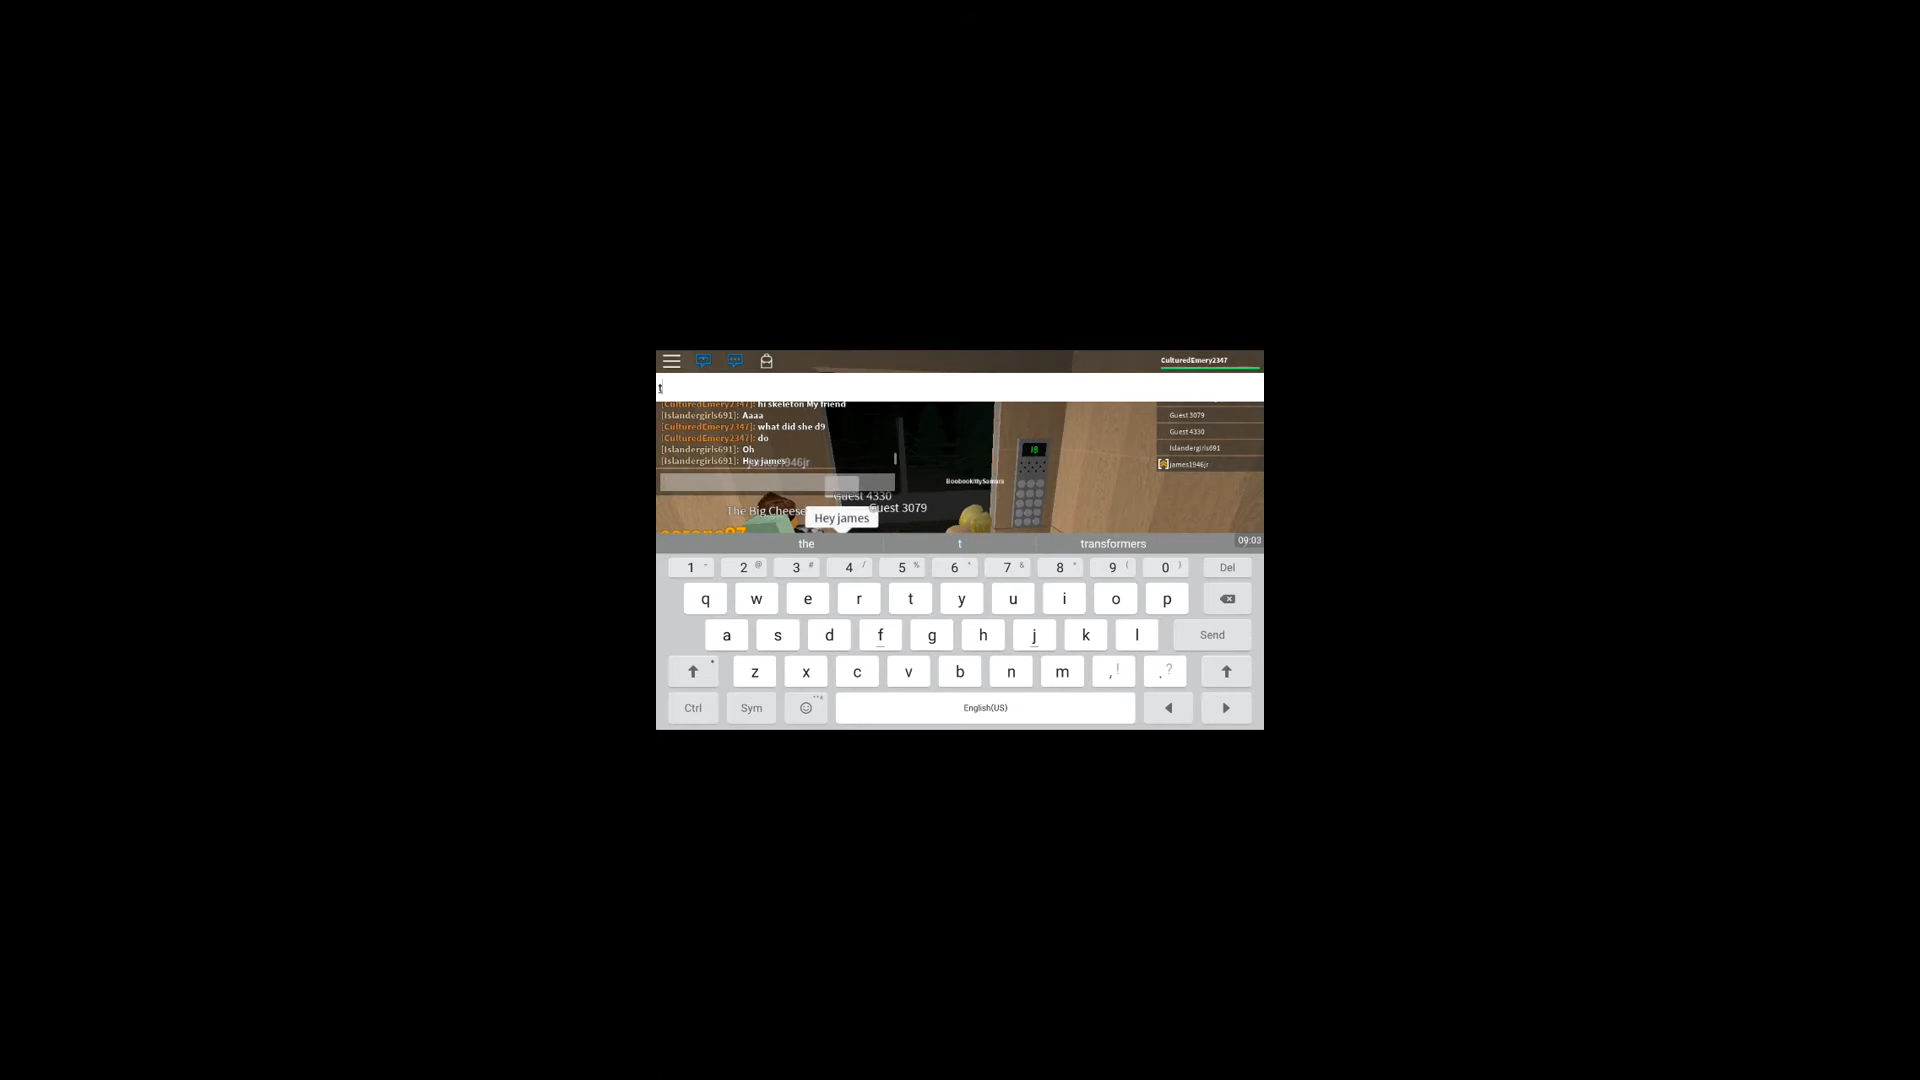 CulturedEmery2347
t
[CulturedEmery2347]: hi skeleton My friend
[Islandergirls691]: Aaaa
[CulturedEmery2347]: what did she d9
[CulturedEmery2347]: do
[Islandergirls691]: Oh
[Islandergirls691]: Hey james
james1946jr
Guest 3079
Guest 4330
Islandergirls691
james1946jr
18
BoobookittySamara
Guest 4330
Guest 3079
The Big Cheese
Hey james
the t transformers 09:03
1 - 2 @ 3 # 4 / 5 % 6 ^ 7 & 8 * 9 ( 0 ) Del
q w e r t y u i o p
a s d f g h j k l Send
z x c v b n m , ! . ?
Ctrl Sym English(US)